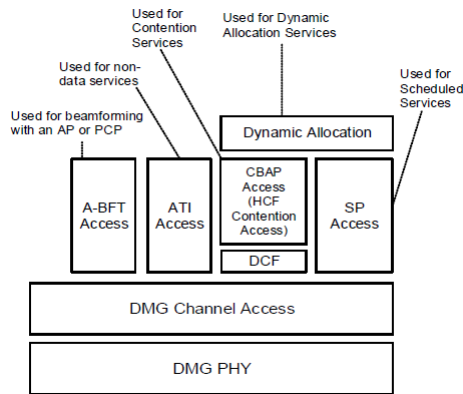 Used for
Contention
Services
Used for Dynamic
Allocation Services
Used for non-
data services
Used for
Scheduled
Services
Used for beamforming
with an AP or PCP
Dynamic Allocation
A-BFT
Access
ATI
Access
CBAP
Access
(HCF
Contention
Access)
SP
Access
DCF
DMG Channel Access
DMG PHY